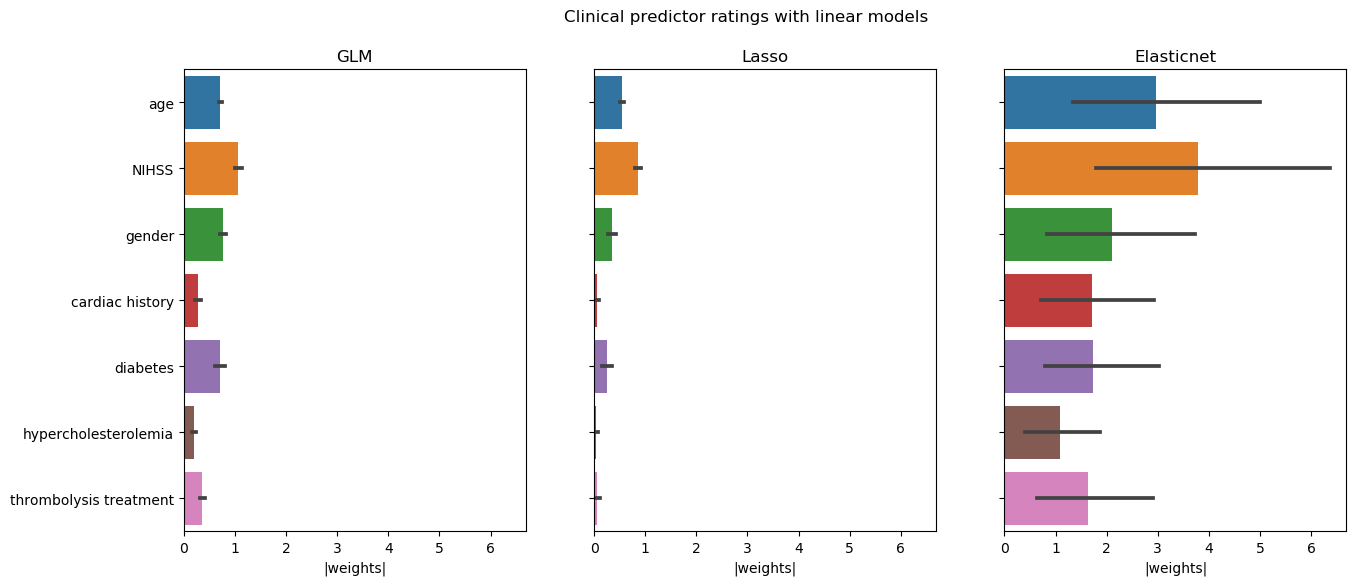 Clinical predictor ratings with linear models
GLM
Lasso
Elasticnet
age
NIHSS
gender
cardiac history
diabetes
hypercholesterolemia
thrombolysis treatment
0 1 2 3 4 5 6
0 1 2 3 4 5 6
0 1 2 3 4 5 6
|weights|
|weights|
|weights|